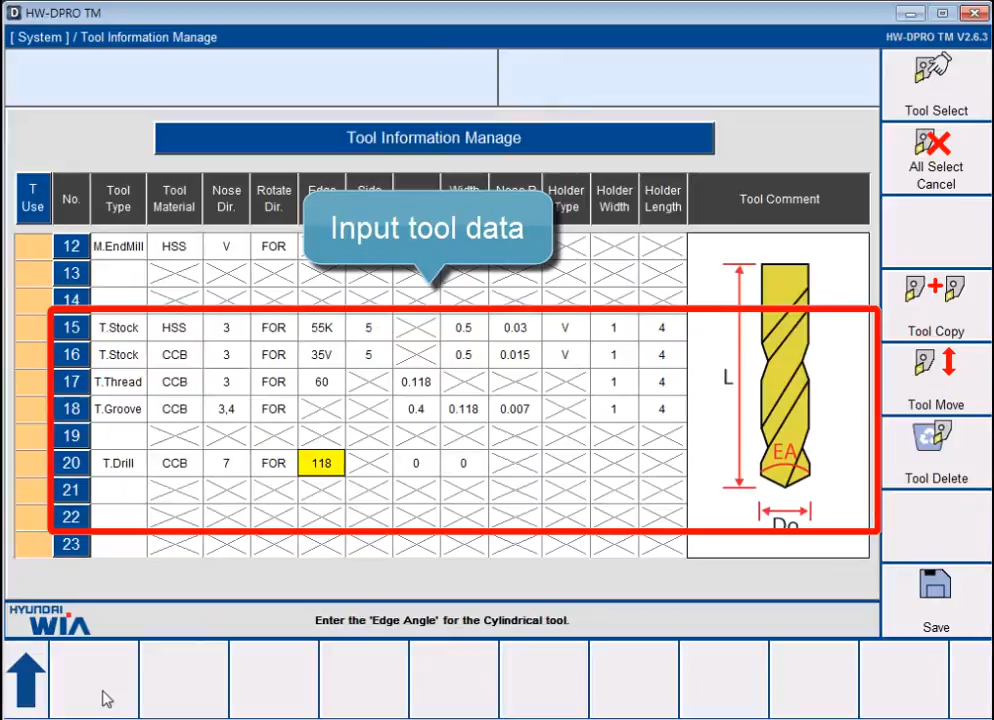 HW-DPRO TM
[ System ] / Tool Information Manage
HW-DPRO TM V2.6.3
Tool Select
All Select
Cancel
Tool Copy
Tool Move
Tool Delete
Save
Tool Information Manage
T Use No. Tool Type Tool Material Nose Dir. Rotate Dir. Edge Side Width Nose R Holder Type Holder Width Holder Length Tool Comment
Input tool data
12 M.EndMill HSS V FOR
13
14
15 T.Stock HSS 3 FOR 55K 5 0.5 0.03 V 1 4
16 T.Stock CCB 3 FOR 35V 5 0.5 0.015 V 1 4
17 T.Thread CCB 3 FOR 60 0.118 1 4
18 T.Groove CCB 3,4 FOR 0.4 0.118 0.007 1 4
19
20 T.Drill CCB 7 FOR 118 0 0
21
22
23
L
EA
HYUNDAI
WIA
Enter the 'Edge Angle' for the Cylindrical tool.